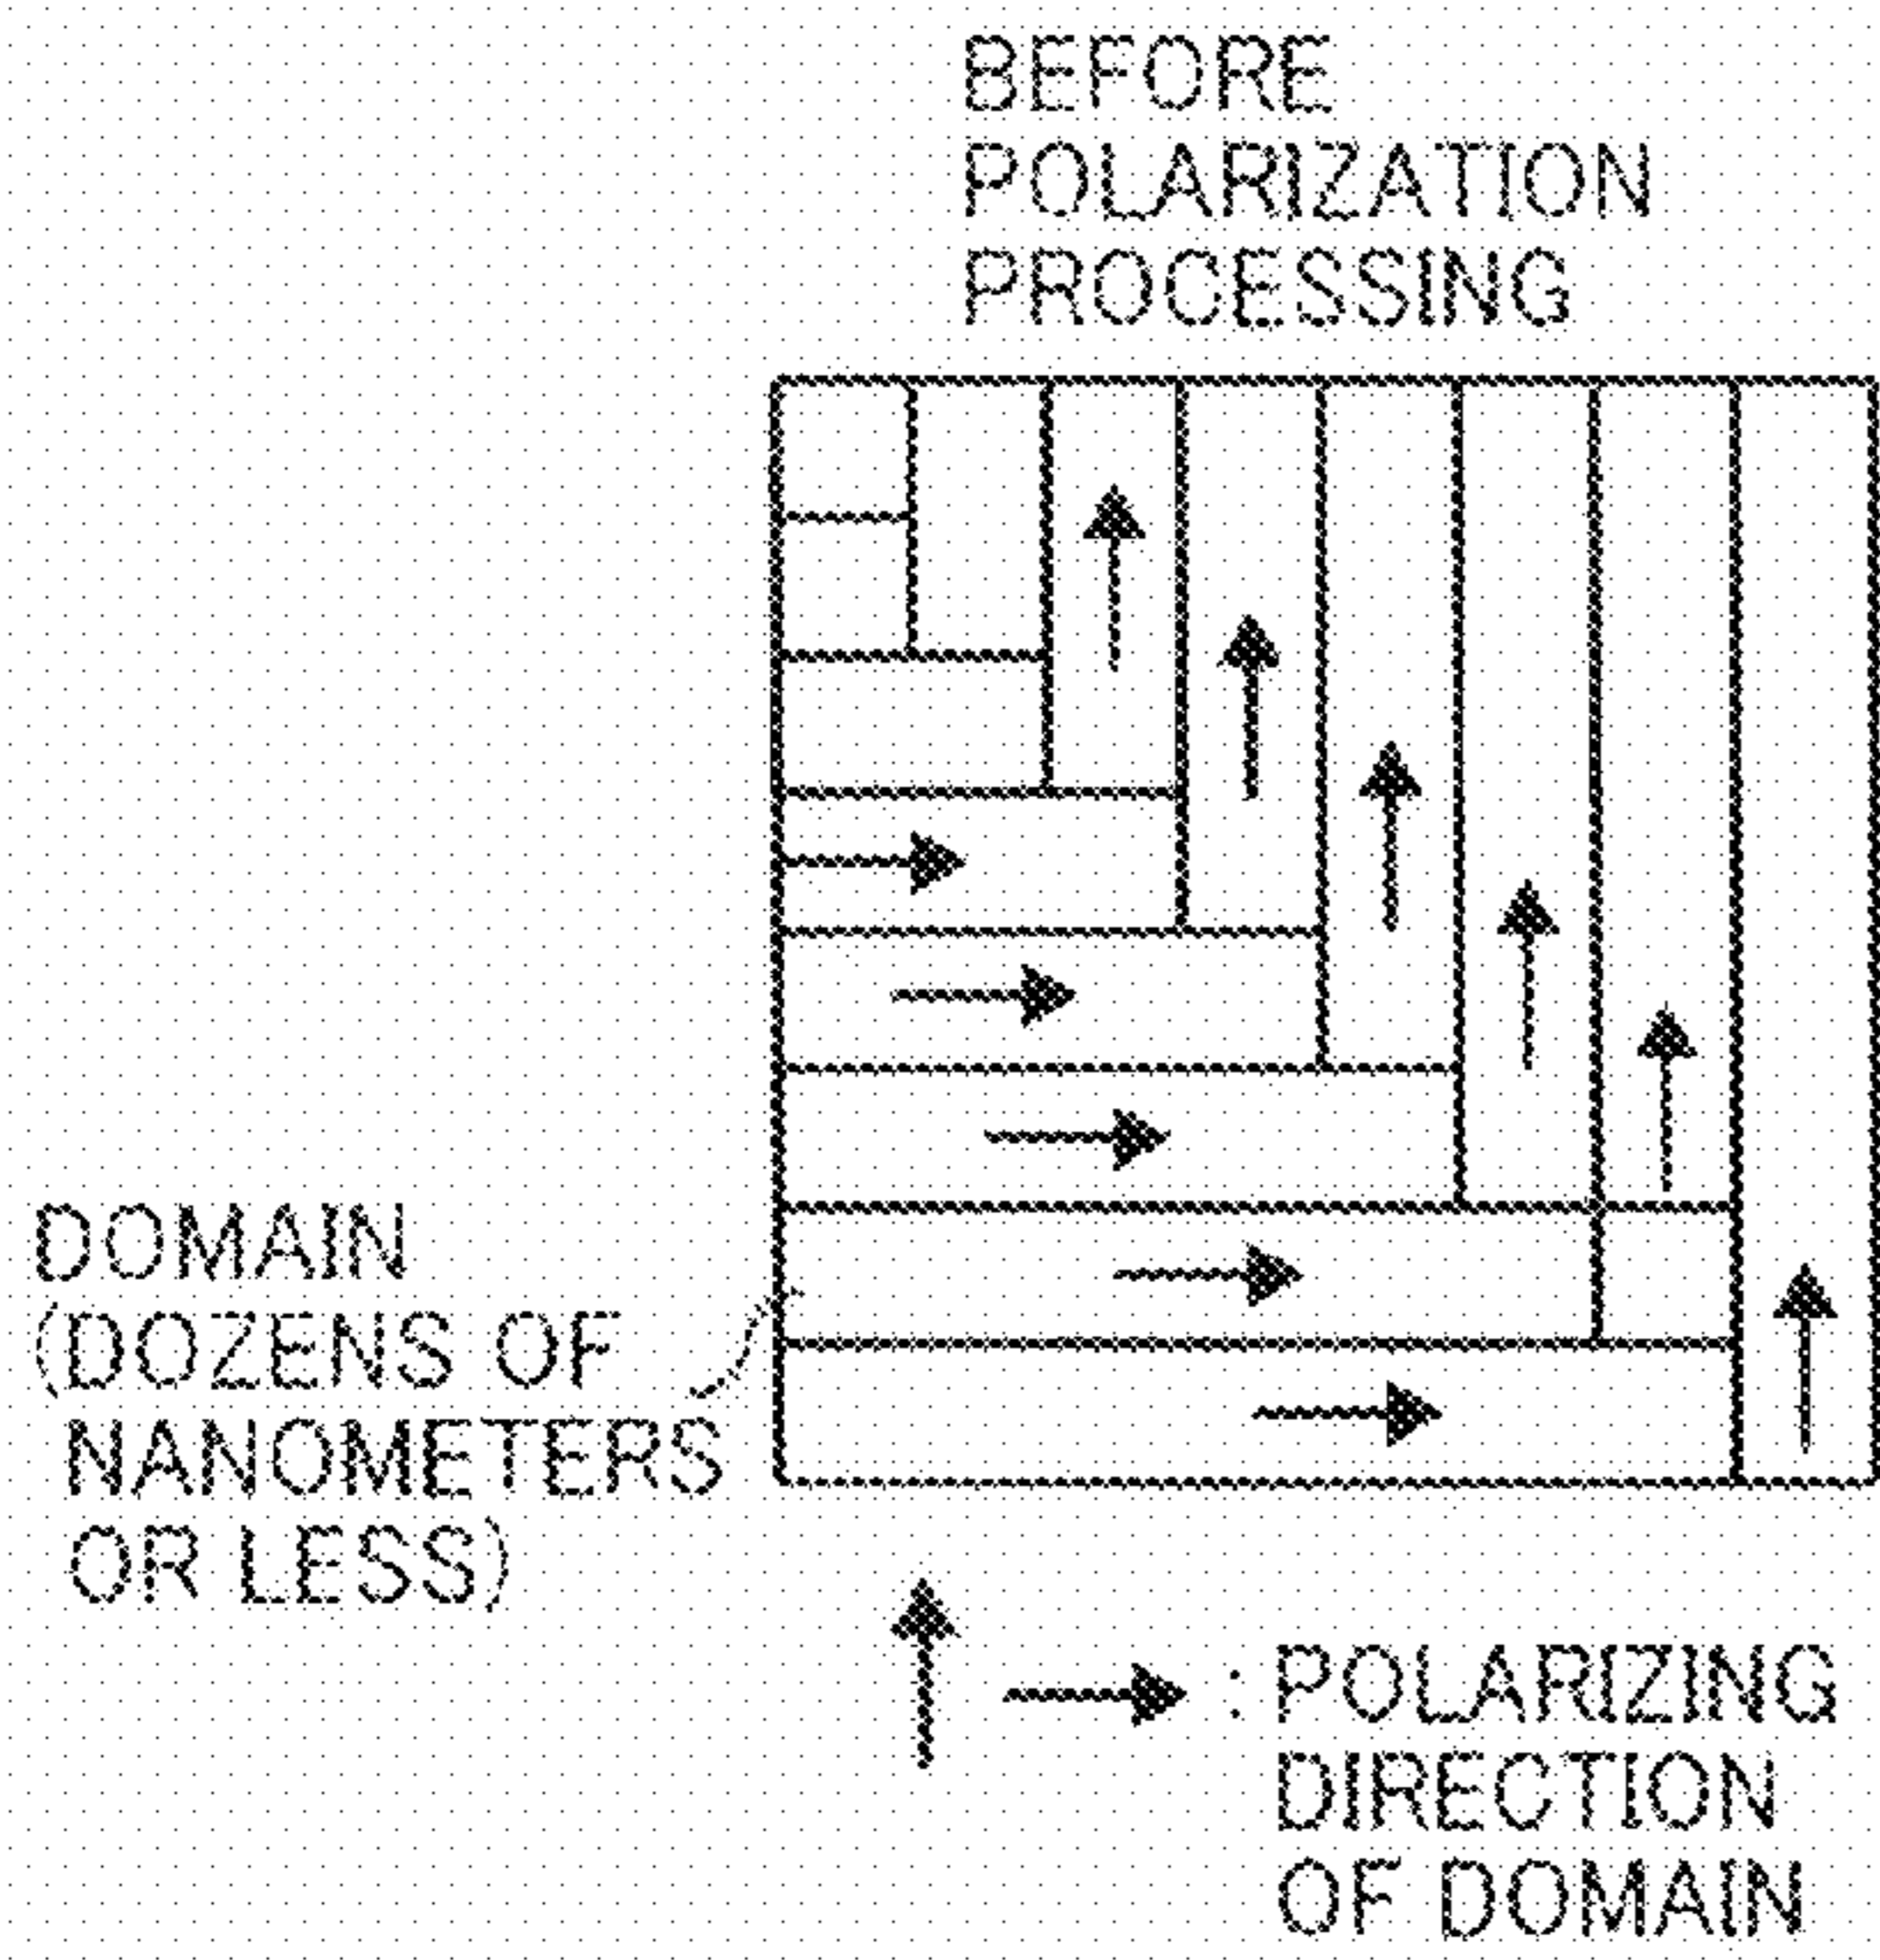 BEFORE
POLARIZATION
PROCESSING
DOMAIN
(DOZENS OF
NANOMETERS
OR LESS)
: POLARIZING
DIRECTION
OF DOMAIN